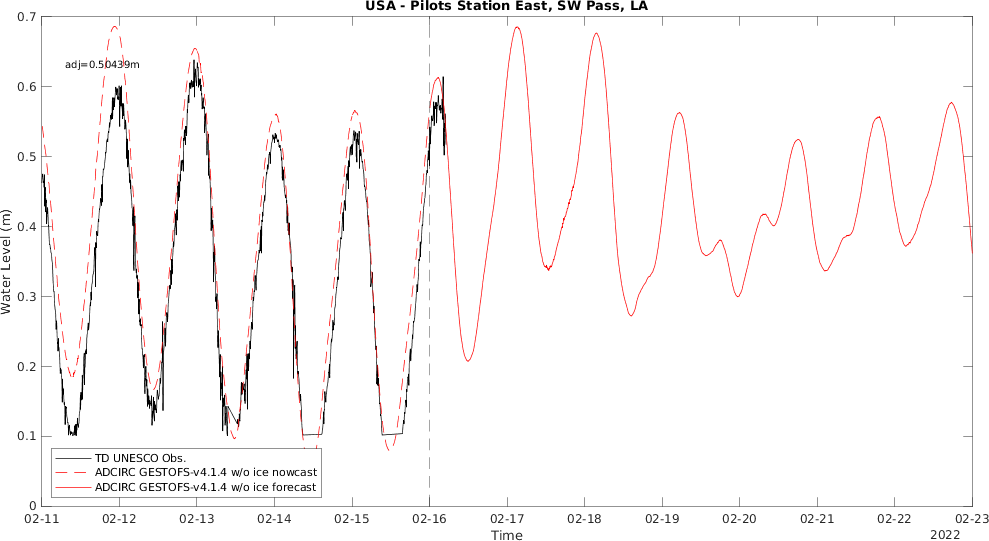 USA - Pilots Station East, SW Pass, LA
0.7
0.6
0.5
0.4
0.3
0.2
0.1
0
Water Level (m)
adj=0.50439m
TD UNESCO Obs.
ADCIRC GESTOFS-v4.1.4 w/o ice nowcast
ADCIRC GESTOFS-v4.1.4 w/o ice forecast
02-11 02-12 02-13 02-14 02-15 02-16 02-17 02-18 02-19 02-20 02-21 02-22 02-23
Time
2022